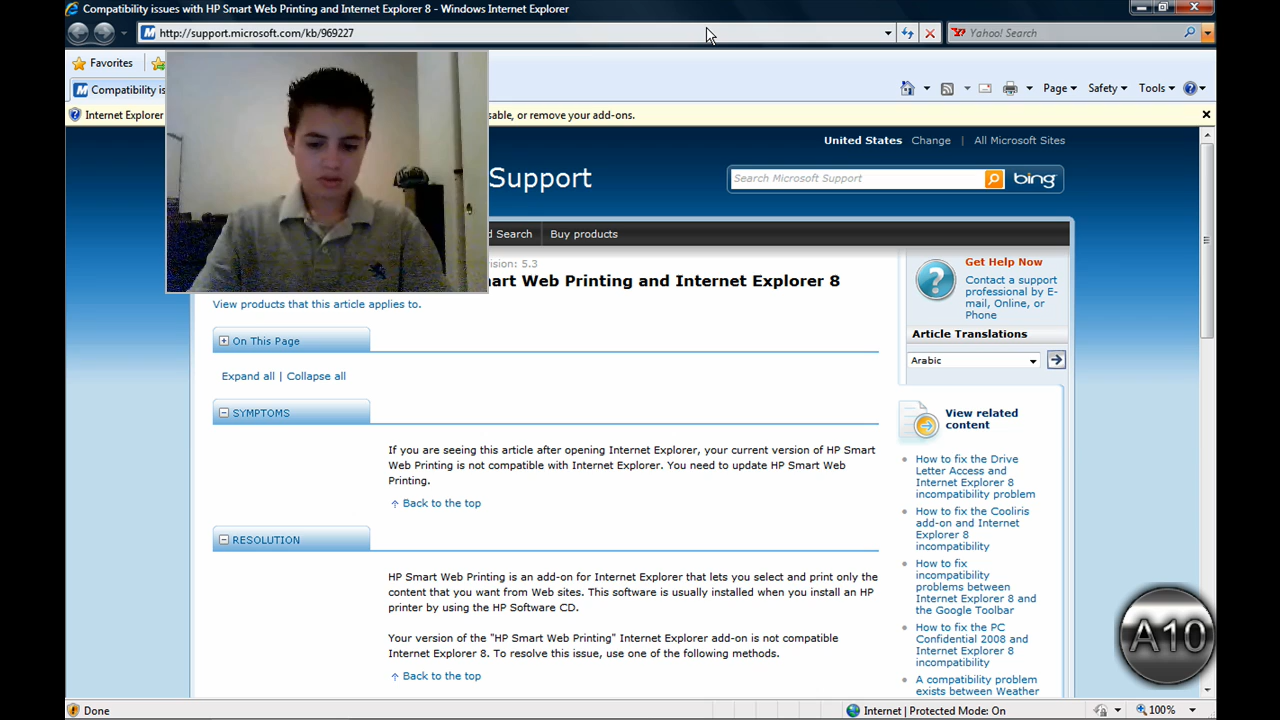 Compatibility issues with HP Smart Web Printing and Internet Explorer 8 - Windows Internet Explorer
http://support.microsoft.com/kb/969227
Yahoo! Search
Favorites
Compatibility is
Page
Safety
Tools
Internet Explorer
sable, or remove your add-ons.
United States Change | All Microsoft Sites
Support
Search Microsoft Support
bing
d Search
Buy products
vision: 5.3
mart Web Printing and Internet Explorer 8
View products that this article applies to.
On This Page
Expand all | Collapse all
SYMPTOMS
If you are seeing this article after opening Internet Explorer, your current version of HP Smart
Web Printing is not compatible with Internet Explorer. You need to update HP Smart Web
Printing.
Back to the top
RESOLUTION
HP Smart Web Printing is an add-on for Internet Explorer that lets you select and print only the
content that you want from Web sites. This software is usually installed when you install an HP
printer by using the HP Software CD.
Your version of the "HP Smart Web Printing" Internet Explorer add-on is not compatible
Internet Explorer 8. To resolve this issue, use one of the following methods.
Back to the top
Get Help Now
Contact a support
professional by E-
mail, Online, or
Phone
Article Translations
Arabic
View related
content
How to fix the Drive
Letter Access and
Internet Explorer 8
incompatibility problem
How to fix the Cooliris
add-on and Internet
Explorer 8
incompatibility
How to fix
incompatibility
problems between
Internet Explorer 8 and
the Google Toolbar
How to fix the PC
Confidential 2008 and
Internet Explorer 8
incompatibility
A compatibility problem
exists between Weather
A10
Done
Internet | Protected Mode: On
100%